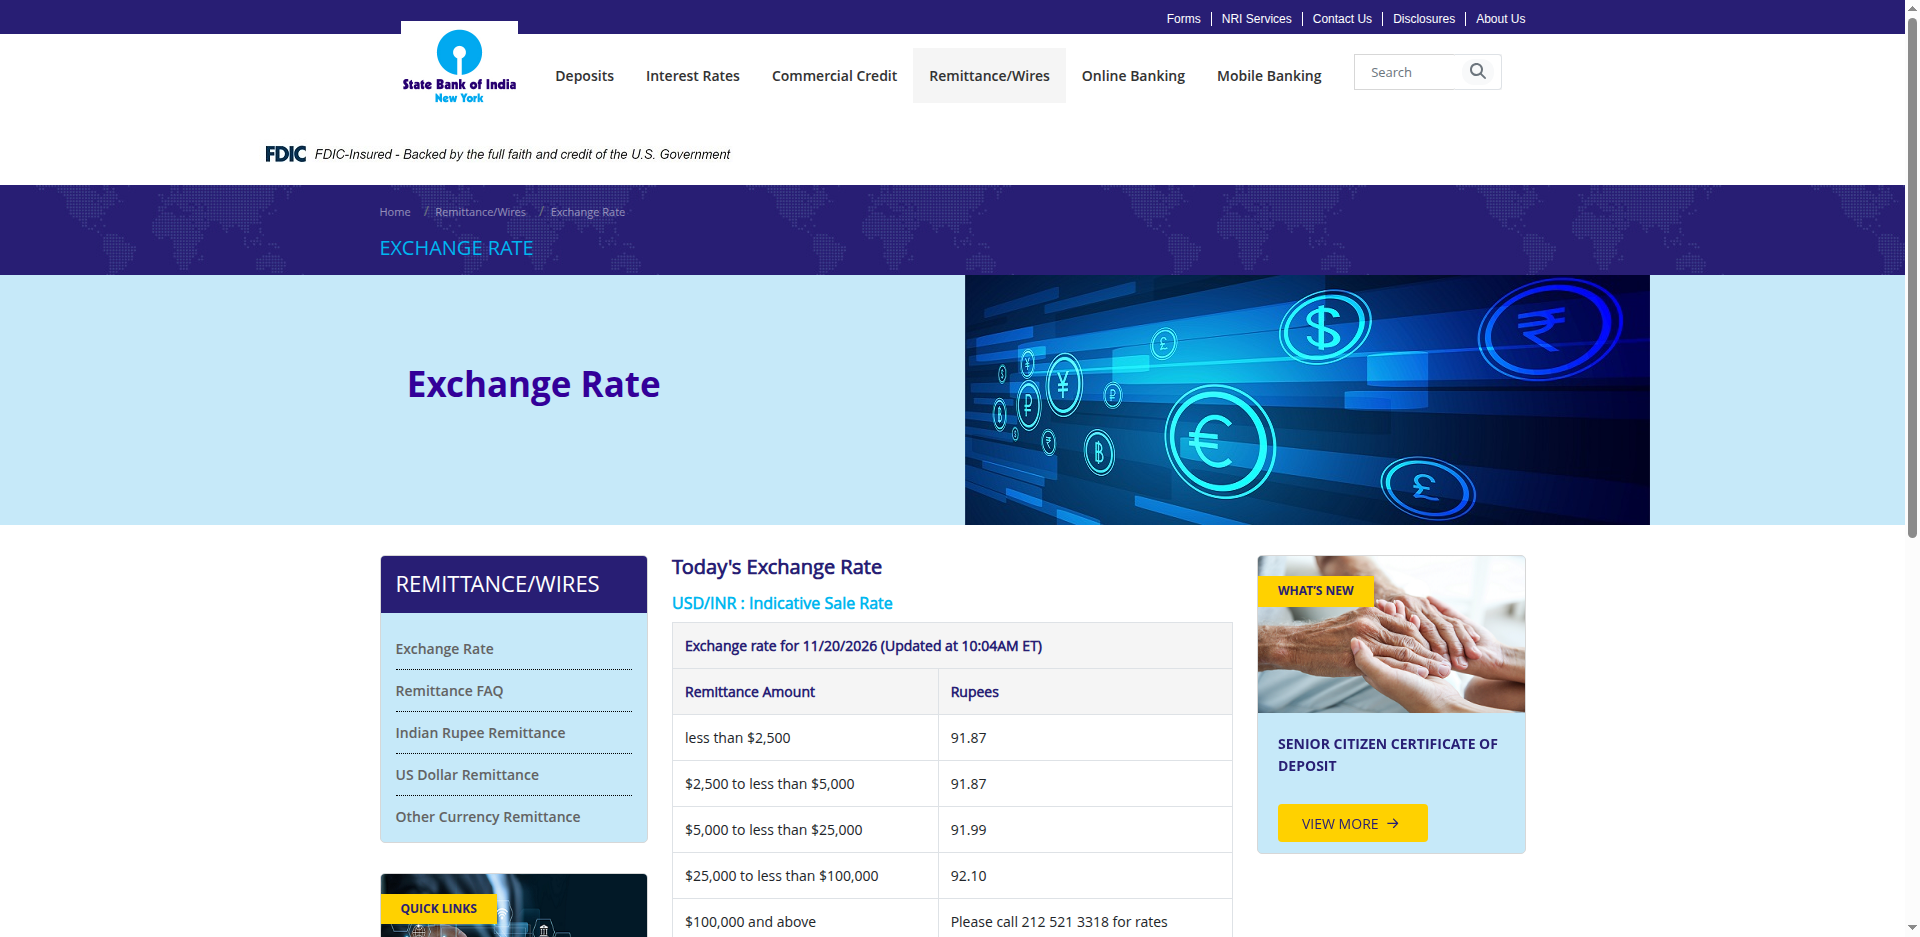 Forms | NRI Services | Contact Us | Disclosures | About Us
State Bank of India
New York
Deposits Interest Rates Commercial Credit Remittance/Wires Online Banking Mobile Banking Search
FDIC FDIC-Insured - Backed by the full faith and credit of the U.S. Government
Home / Remittance/Wires / Exchange Rate
EXCHANGE RATE
Exchange Rate
REMITTANCE/WIRES
Exchange Rate
Remittance FAQ
Indian Rupee Remittance
US Dollar Remittance
Other Currency Remittance
QUICK LINKS
Today's Exchange Rate
USD/INR : Indicative Sale Rate
Exchange rate for 11/20/2026 (Updated at 10:04AM ET)
Remittance Amount Rupees
less than $2,500 91.87
$2,500 to less than $5,000 91.87
$5,000 to less than $25,000 91.99
$25,000 to less than $100,000 92.10
$100,000 and above Please call 212 521 3318 for rates
WHAT'S NEW
SENIOR CITIZEN CERTIFICATE OF
DEPOSIT
VIEW MORE →